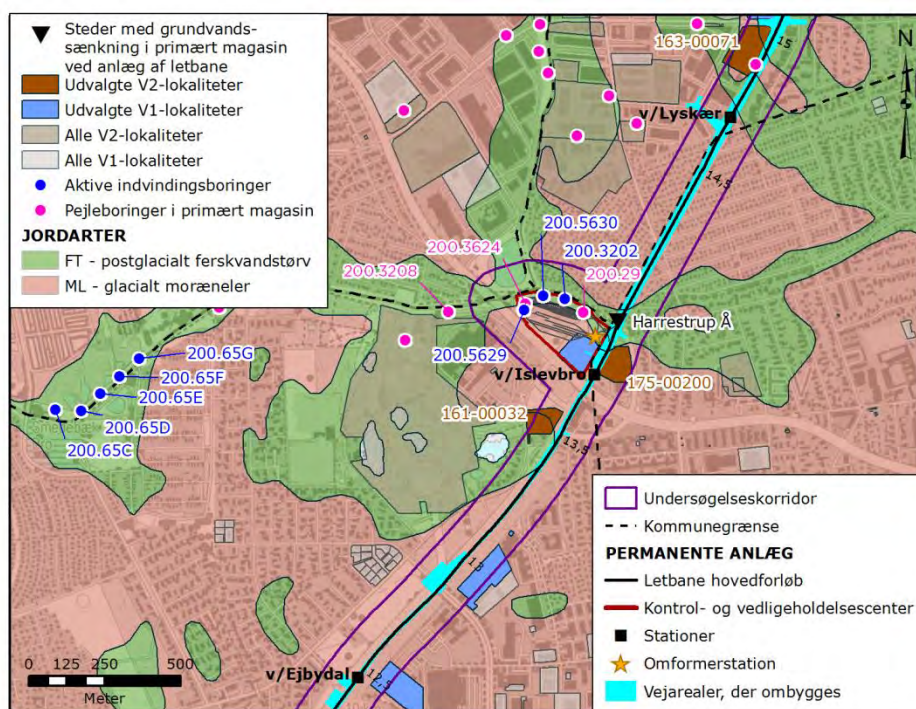 Steder med grundvands-
sænkning i primært magasin
ved anlæg af letbane
Udvalgte V2-lokaliteter
Udvalgte V1-lokaliteter
Alle V2-lokaliteter
Alle V1-lokaliteter
Aktive indvindingsboringer
Pejleboringer i primært magasin
JORDARTER
FT - postglacialt ferskvandstørv
ML - glacialt moræneler
163-00071
15
N
v/Lyskær
14,5
200.5630
200.3624
200.3202
200.3208
200.29
Harrestrup Å
200.5629
v/Islevbro
175-00200
161-00032
200.65G
200.65F
200.65E
200.65D
200.65C
13,5
13
v/Ejbydal
12,5
0 125 250 500
Meter
Undersøgelseskorridor
Kommunegrænse
PERMANENTE ANLÆG
Letbane hovedforløb
Kontrol- og vedligeholdelsescenter
Stationer
Omformerstation
Vejarealer, der ombygges